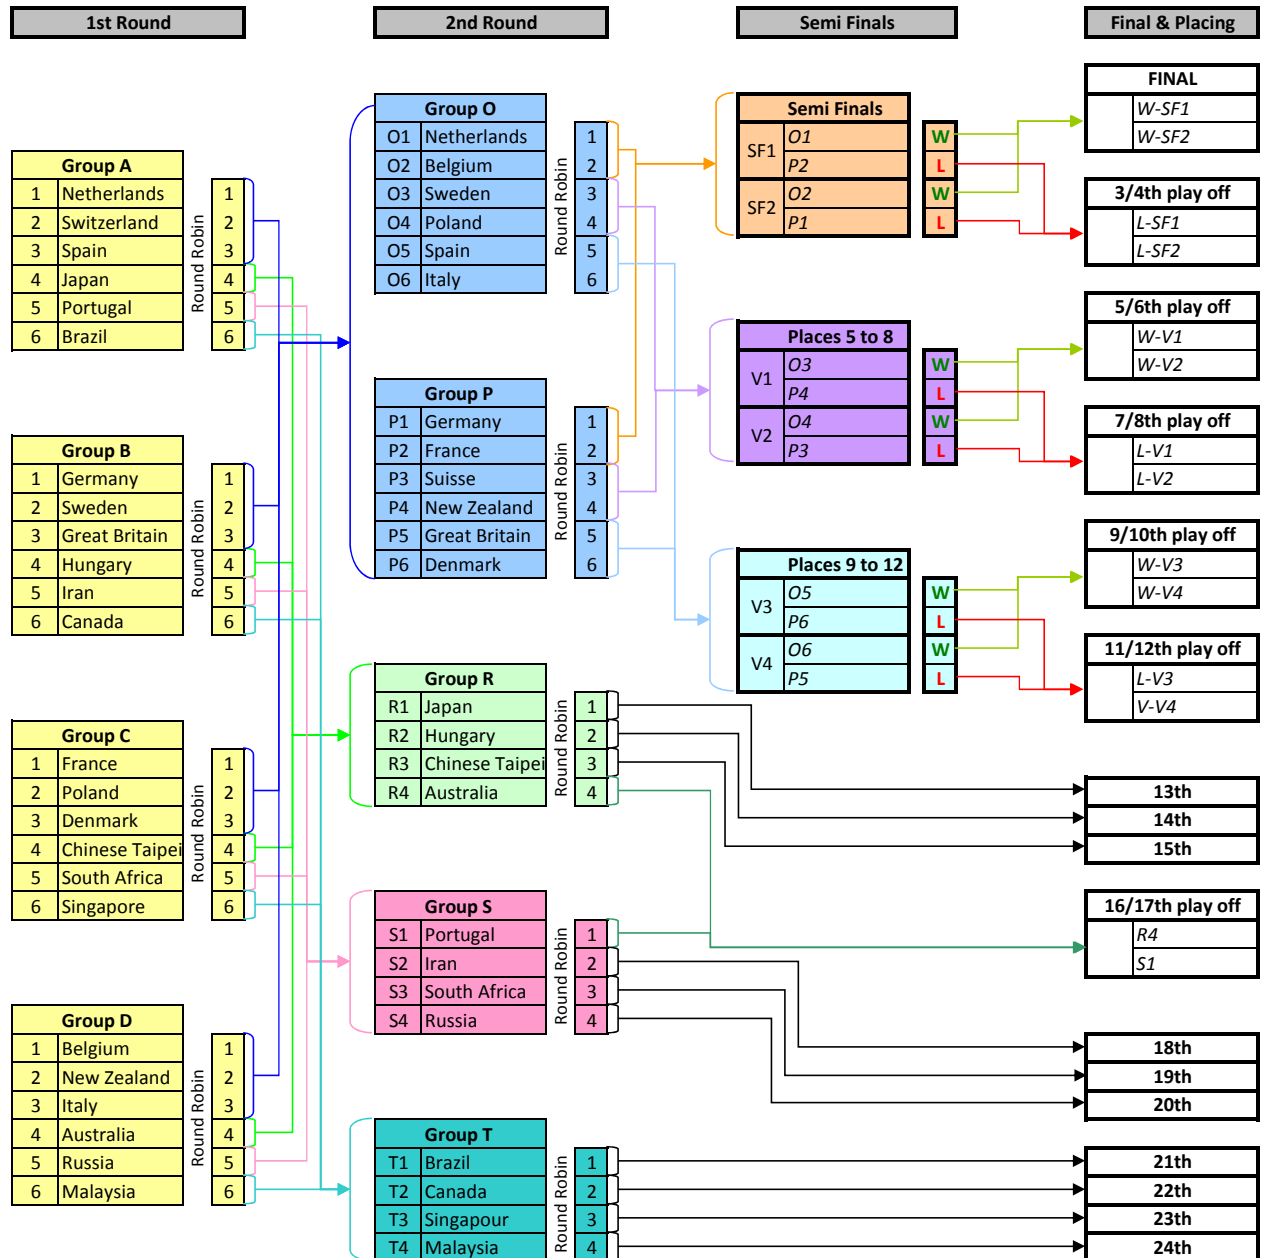 1st Round
2nd Round
Semi Finals
Final & Placing
Group A
1 Netherlands
2 Switzerland
3 Spain
4 Japan
5 Portugal
6 Brazil
Round Robin
1
2
3
4
5
6
Group B
1 Germany
2 Sweden
3 Great Britain
4 Hungary
5 Iran
6 Canada
Round Robin
1
2
3
4
5
6
Group C
1 France
2 Poland
3 Denmark
4 Chinese Taipei
5 South Africa
6 Singapore
Round Robin
1
2
3
4
5
6
Group D
1 Belgium
2 New Zealand
3 Italy
4 Australia
5 Russia
6 Malaysia
Round Robin
1
2
3
4
5
6
Group O
O1 Netherlands
O2 Belgium
O3 Sweden
O4 Poland
O5 Spain
O6 Italy
Round Robin
1
2
3
4
5
6
Group P
P1 Germany
P2 France
P3 Suisse
P4 New Zealand
P5 Great Britain
P6 Denmark
Round Robin
1
2
3
4
5
6
Group R
R1 Japan
R2 Hungary
R3 Chinese Taipei
R4 Australia
Round Robin
1
2
3
4
Group S
S1 Portugal
S2 Iran
S3 South Africa
S4 Russia
Round Robin
1
2
3
4
Group T
T1 Brazil
T2 Canada
T3 Singapour
T4 Malaysia
Round Robin
1
2
3
4
Semi Finals
SF1
O1
P2
SF2
O2
P1
W
L
W
L
Places 5 to 8
V1
O3
P4
V2
O4
P3
W
L
W
L
Places 9 to 12
V3
O5
P6
V4
O6
P5
W
L
W
L
FINAL
W-SF1
W-SF2
3/4th play off
L-SF1
L-SF2
5/6th play off
W-V1
W-V2
7/8th play off
L-V1
L-V2
9/10th play off
W-V3
W-V4
11/12th play off
L-V3
V-V4
13th
14th
15th
16/17th play off
R4
S1
18th
19th
20th
21th
22th
23th
24th